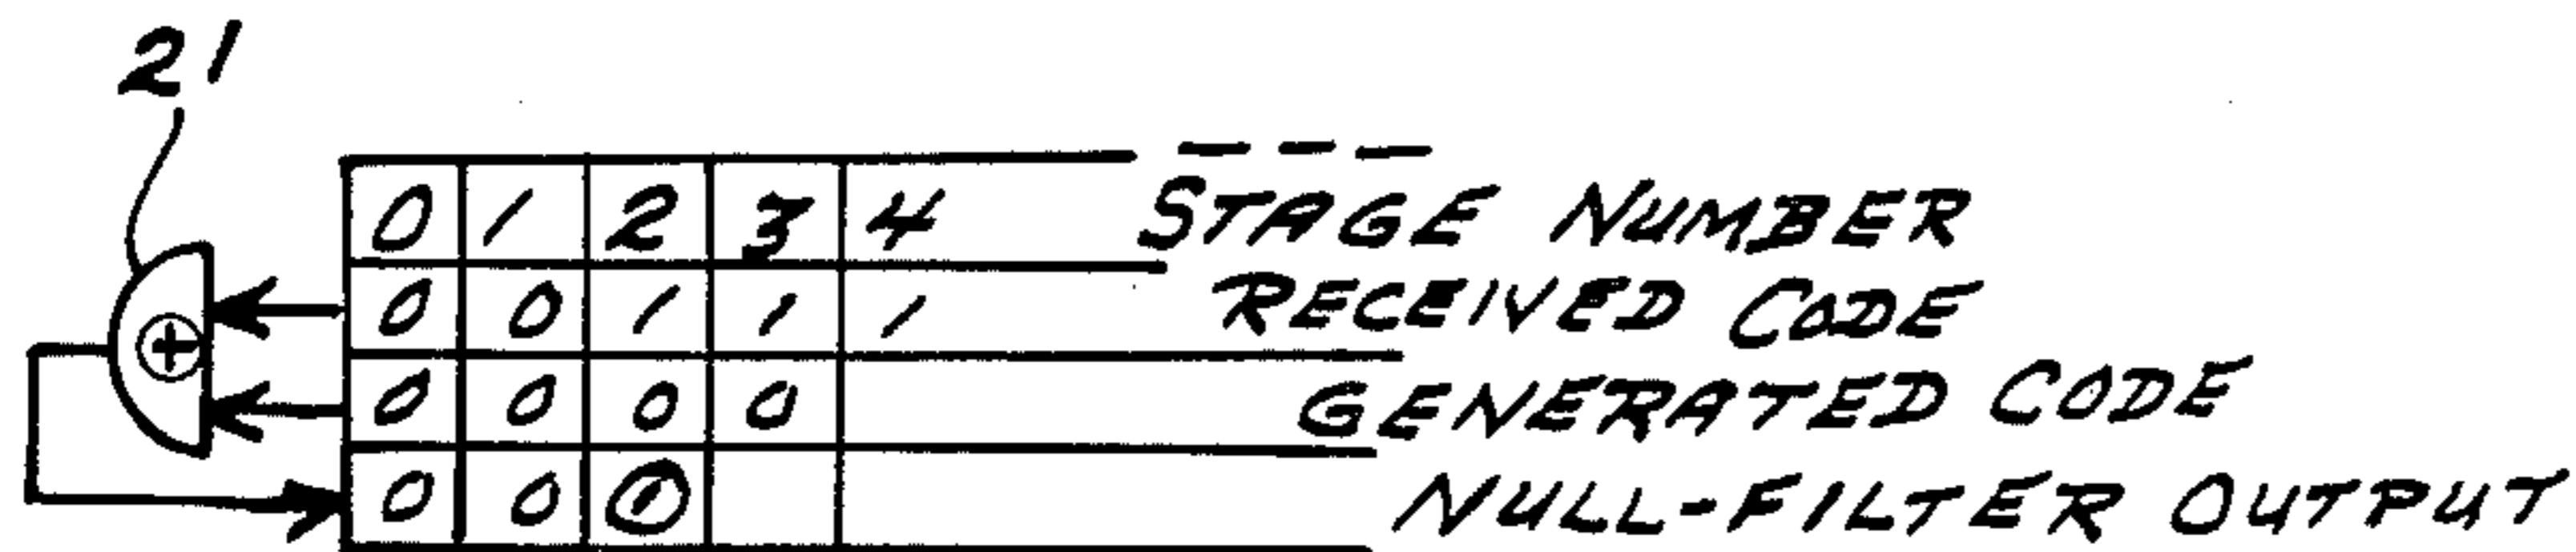 21
0 1 2 3 4 STAGE NUMBER
0 0 1 1 1 RECEIVED CODE
⊕
0 0 0 0 GENERATED CODE
0 0 1 NULL-FILTER OUTPUT